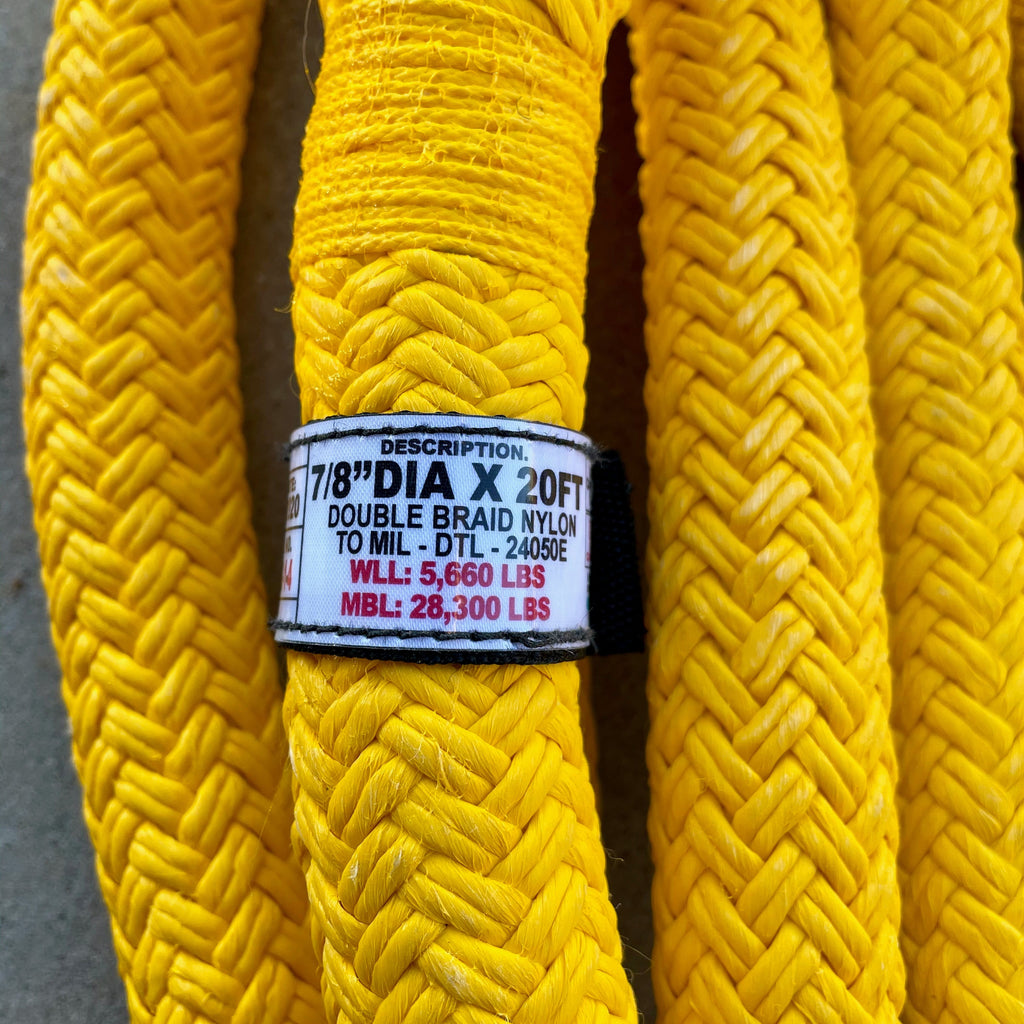 DESCRIPTION.
7/8”DIA X 20FT
DOUBLE BRAID NYLON
TO MIL - DTL - 24050E
WLL: 5,660 LBS
MBL: 28,300 LBS